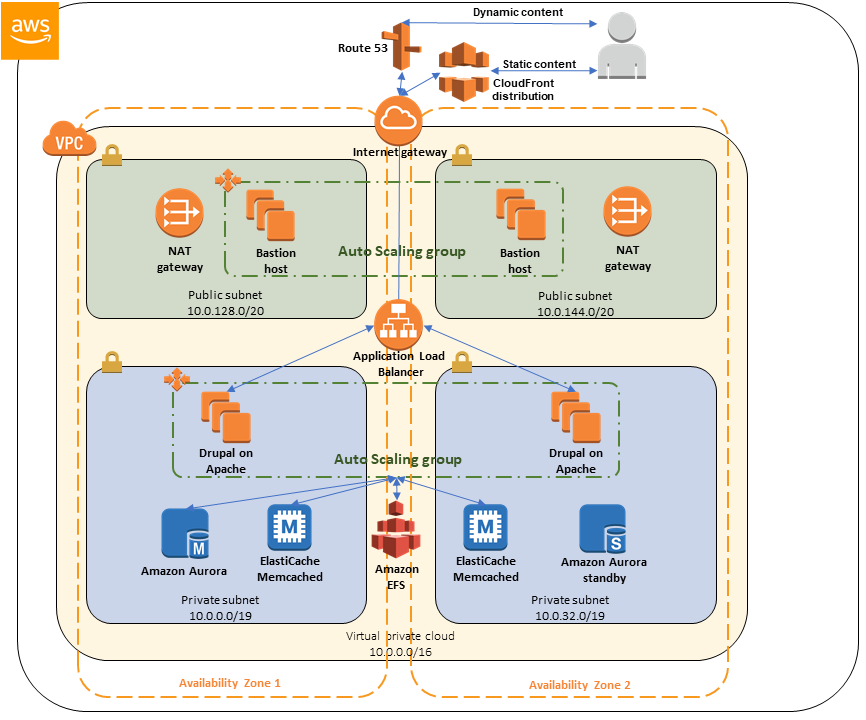 aws
Dynamic content
Route 53
Static content
CloudFront
distribution
VPC
Internet gateway
NAT
gateway
Bastion
host
Auto Scaling group
Bastion
host
NAT
gateway
Public subnet
10.0.128.0/20
Public subnet
10.0.144.0/20
Application Load
Balancer
Drupal on
Apache
Auto Scaling group
Drupal on
Apache
M
Amazon Aurora
M
ElastiCache
Memcached
Amazon
EFS
M
ElastiCache
Memcached
S
Amazon Aurora
standby
Private subnet
10.0.0.0/19
Private subnet
10.0.32.0/19
Virtual private cloud
10.0.0.0/16
Availability Zone 1
Availability Zone 2